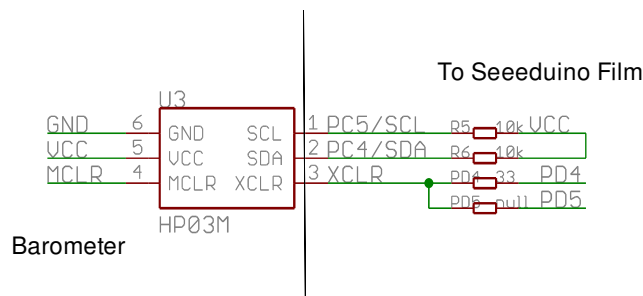 To Seeeduino Film
U3
GND 6 GND SCL 1 PC5/SCL R5 10k VCC
VCC 5 VCC SDA 2 PC4/SDA R6 10k
MCLR 4 MCLR XCLR 3 XCLR PD4 33 PD4
PD5 null PD5
HP03M
Barometer